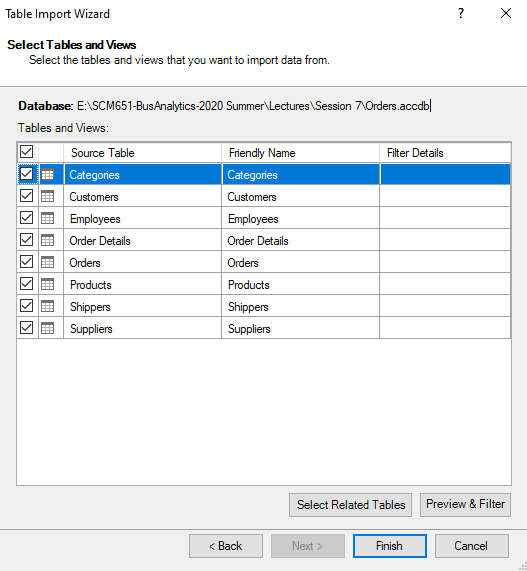 Table Import Wizard ?
Select Tables and Views
Select the tables and views that you want to import data from.
Database: E:\SCM651-BusAnalytics-2020 Summer\Lectures\Session 7\Orders.accdb
Tables and Views:
Source Table Friendly Name Filter Details
Categories Categories
Customers Customers
Employees Employees
Order Details Order Details
Orders Orders
Products Products
Shippers Shippers
Suppliers Suppliers
Select Related Tables Preview & Filter
< Back Next > Finish Cancel